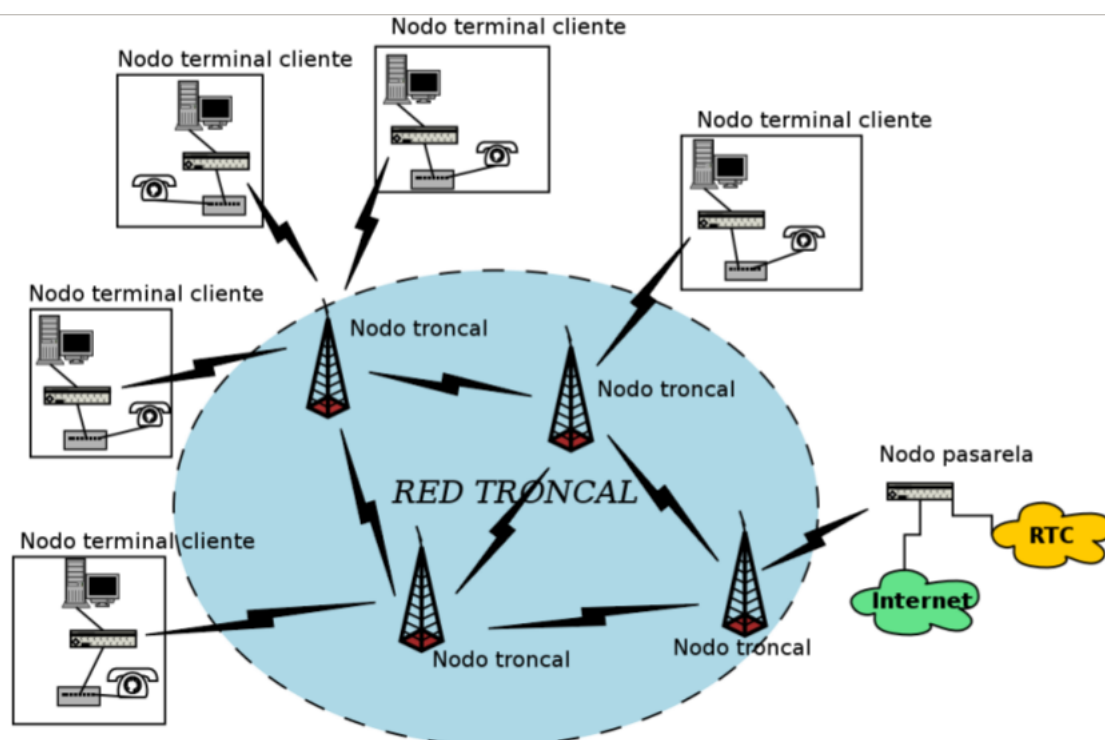 Nodo terminal cliente
Nodo terminal cliente
Nodo terminal cliente
Nodo terminal cliente
Nodo troncal
Nodo troncal
Nodo pasarela
RED TRONCAL
RTC
Nodo terminal cliente
Internet
Nodo troncal
Nodo troncal